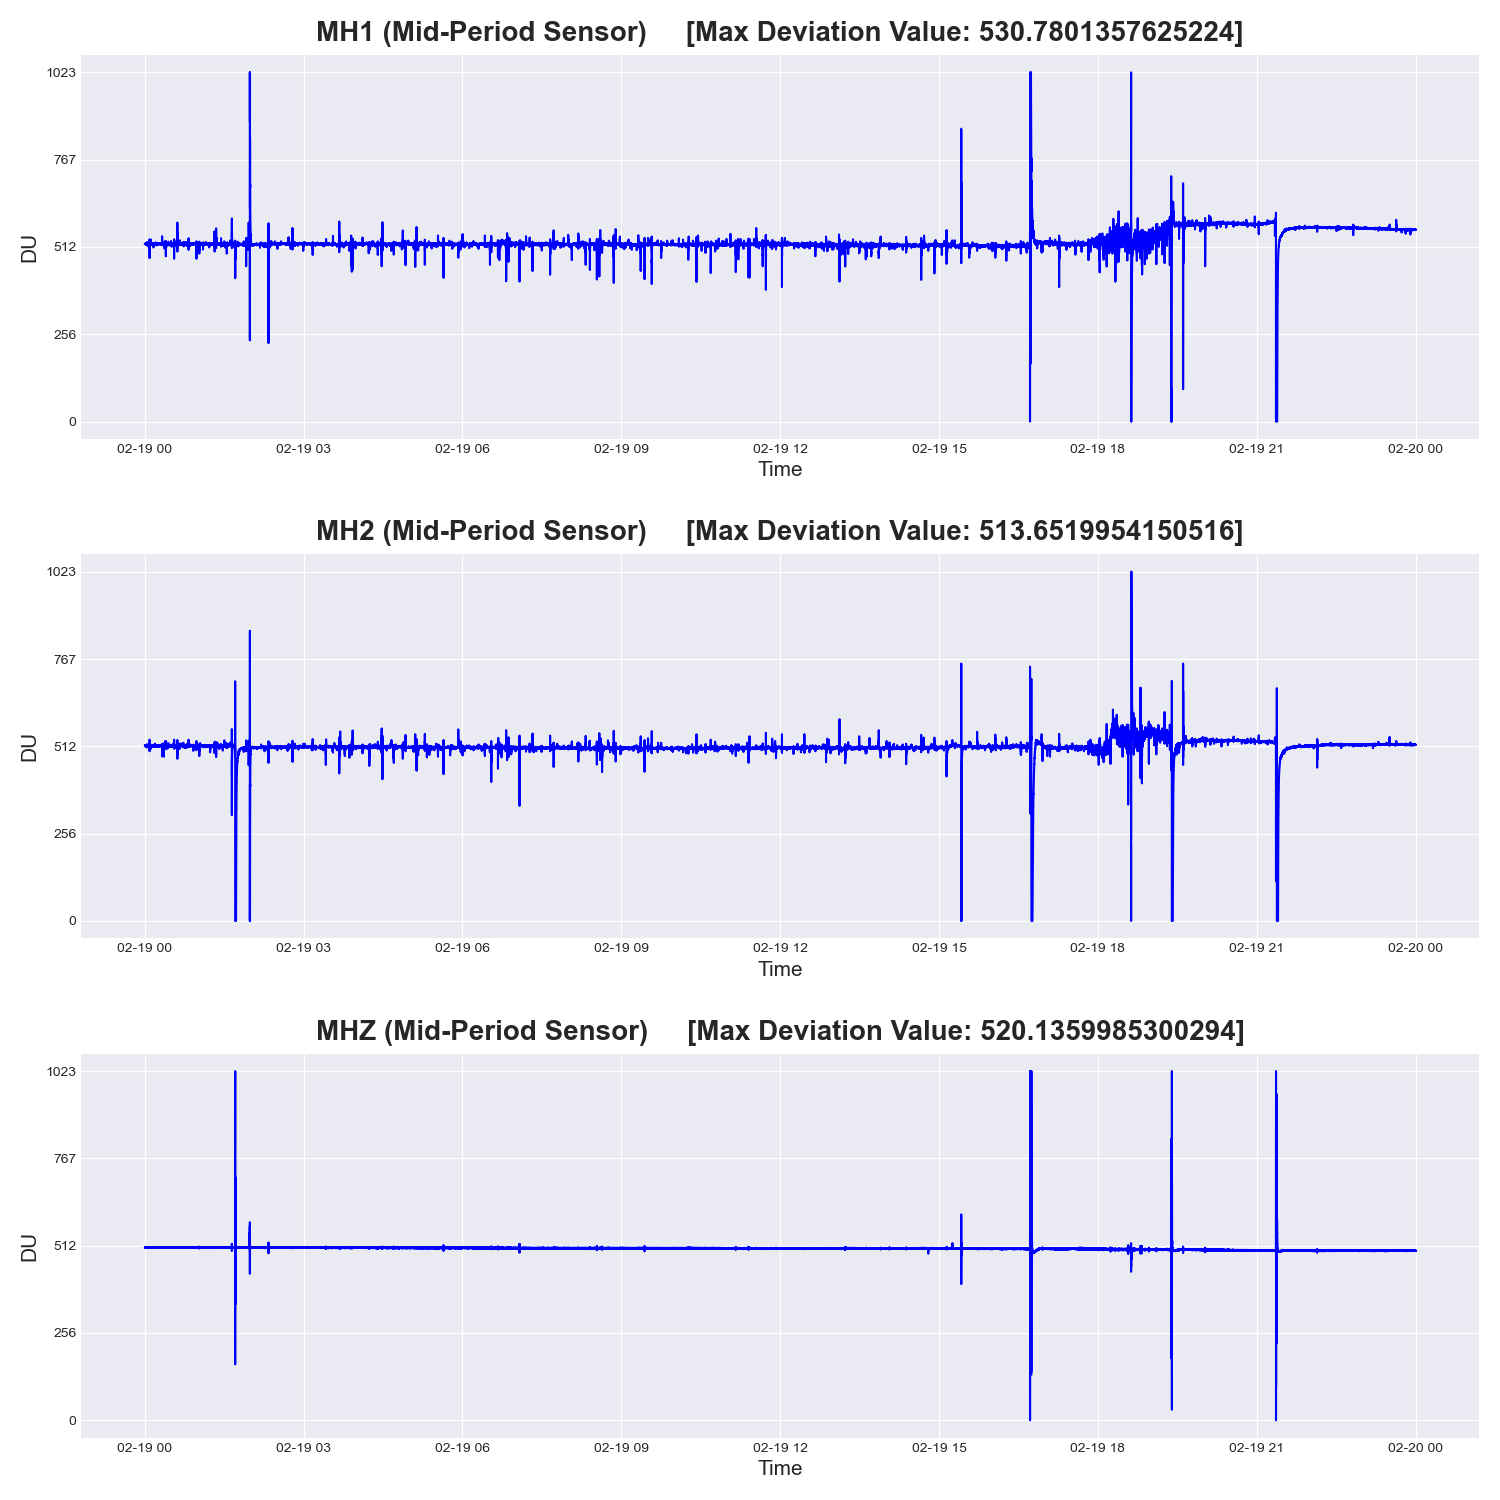 MH1 (Mid-Period Sensor) [Max Deviation Value: 530.7801357625224]
1023
767
512
256
0
DU
02-19 00 02-19 03 02-19 06 02-19 09 02-19 12 02-19 15 02-19 18 02-19 21 02-20 00
Time
MH2 (Mid-Period Sensor) [Max Deviation Value: 513.6519954150516]
1023
767
512
256
0
DU
02-19 00 02-19 03 02-19 06 02-19 09 02-19 12 02-19 15 02-19 18 02-19 21 02-20 00
Time
MHZ (Mid-Period Sensor) [Max Deviation Value: 520.1359985300294]
1023
767
512
256
0
DU
02-19 00 02-19 03 02-19 06 02-19 09 02-19 12 02-19 15 02-19 18 02-19 21 02-20 00
Time